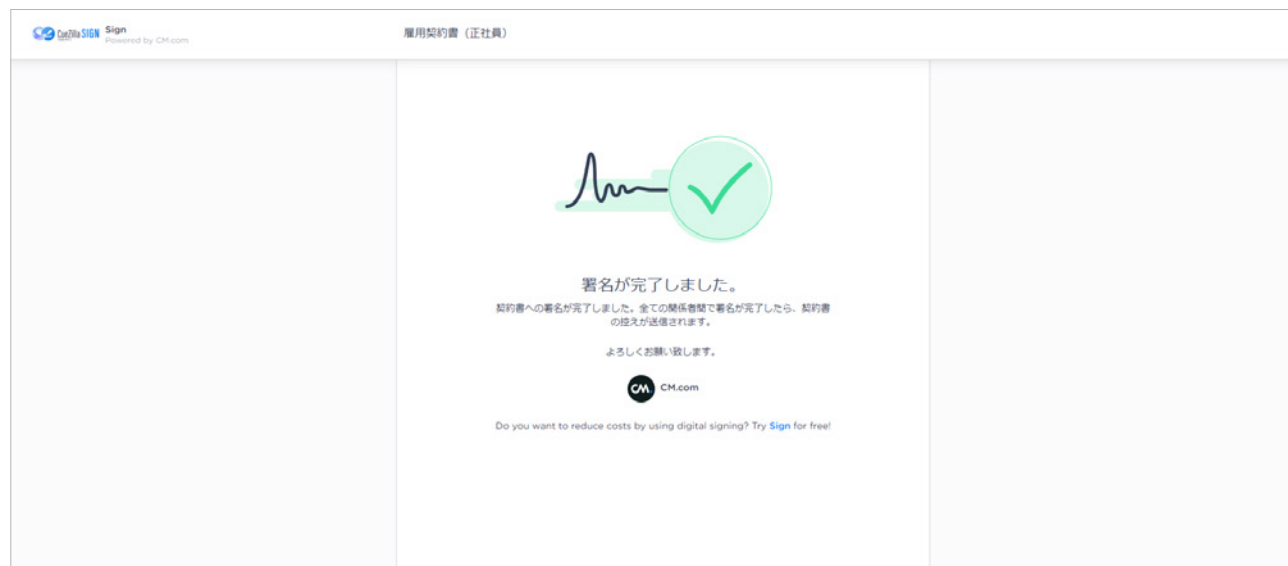 CueZilla SIGN
Sign
Powered by CM.com
雇用契約書（正社員）
署名が完了しました。
契約書への署名が完了しました。全ての関係者間で署名が完了したら、契約書
の控えが送信されます。
よろしくお願い致します。
CM.
CM.com
Do you want to reduce costs by using digital signing? Try Sign for free!